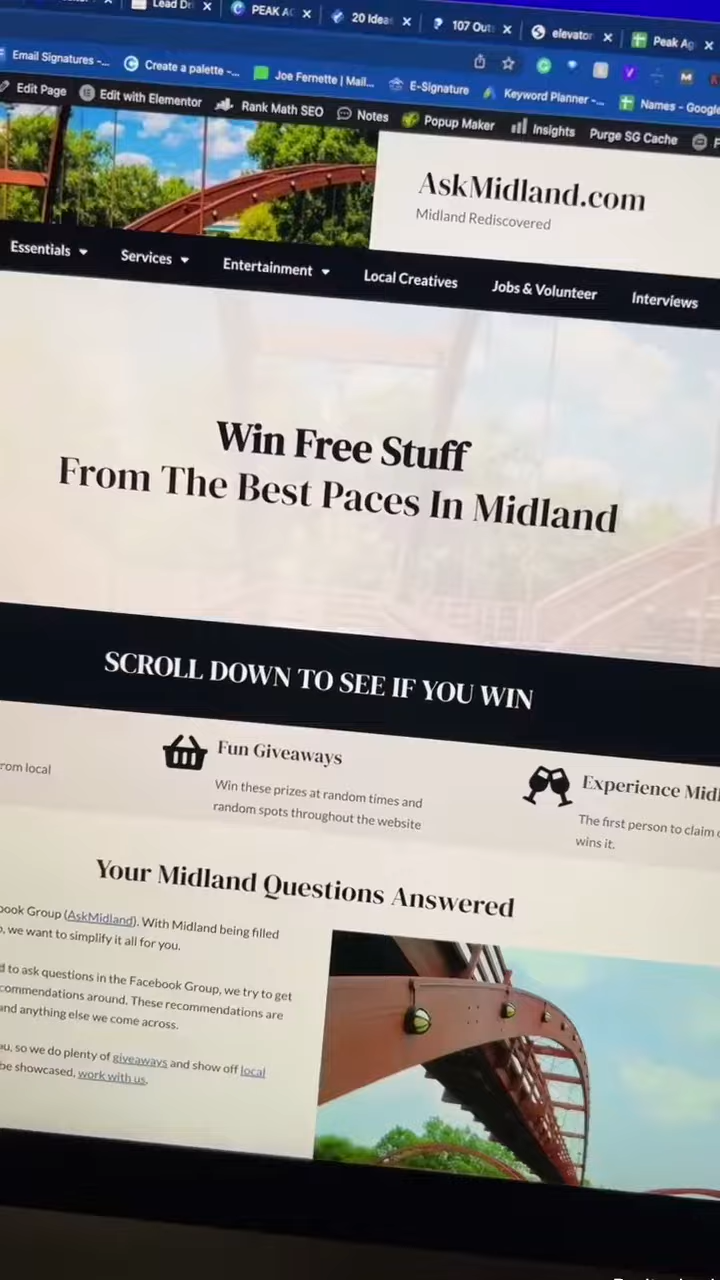 Lead Dri
PEAK AC
20 Idea
107 Out
elevator
Peak Ag
Email Signatures -...
Create a palette -...
Joe Fernette | Mail...
E-Signature
Keyword Planner -...
Names - Google
Edit Page
Edit with Elementor
Rank Math SEO
Notes
Popup Maker
Insights
Purge SG Cache
AskMidland.com
Midland Rediscovered
Essentials
Services
Entertainment
Local Creatives
Jobs & Volunteer
Interviews
Win Free Stuff
From The Best Paces In Midland
SCROLL DOWN TO SEE IF YOU WIN
rom local
Fun Giveaways
Win these prizes at random times and
random spots throughout the website
Experience Midl
The first person to claim
wins it.
Your Midland Questions Answered
book Group (AskMidland). With Midland being filled
, we want to simplify it all for you.
d to ask questions in the Facebook Group, we try to get
commendations around. These recommendations are
and anything else we come across.
ou, so we do plenty of giveaways and show off local
be showcased, work with us.